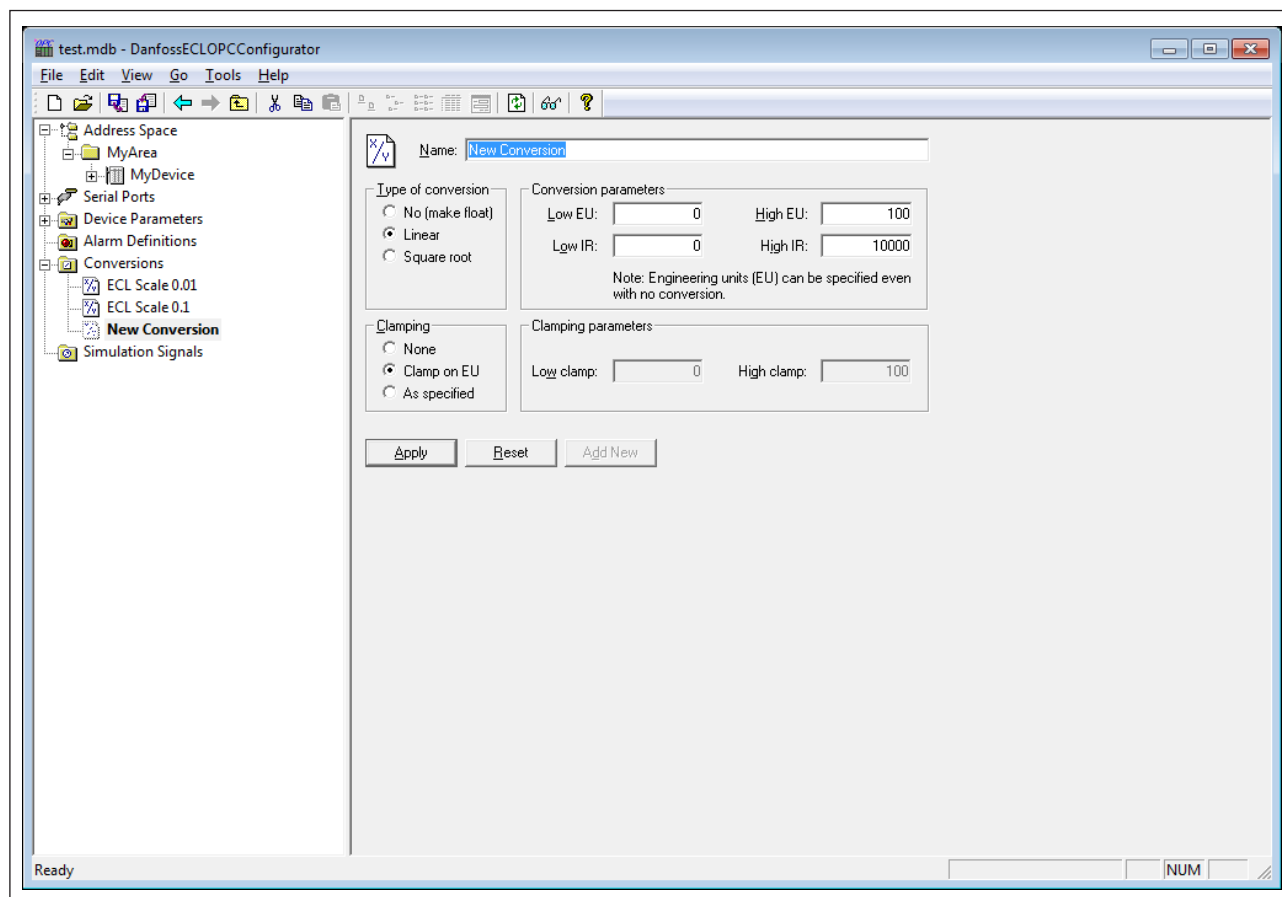 test.mdb - DanfossECLOPCConfigurator
File Edit View Go Tools Help
Address Space
MyArea
MyDevice
Serial Ports
Device Parameters
Alarm Definitions
Conversions
ECL Scale 0.01
ECL Scale 0.1
New Conversion
Simulation Signals
Name: New Conversion
Type of conversion
No (make float)
Linear
Square root
Conversion parameters
Low EU: 0 High EU: 100
Low IR: 0 High IR: 10000
Note: Engineering units (EU) can be specified even
with no conversion.
Clamping
None
Clamp on EU
As specified
Clamping parameters
Low clamp: 0 High clamp: 100
Apply Reset Add New
Ready NUM